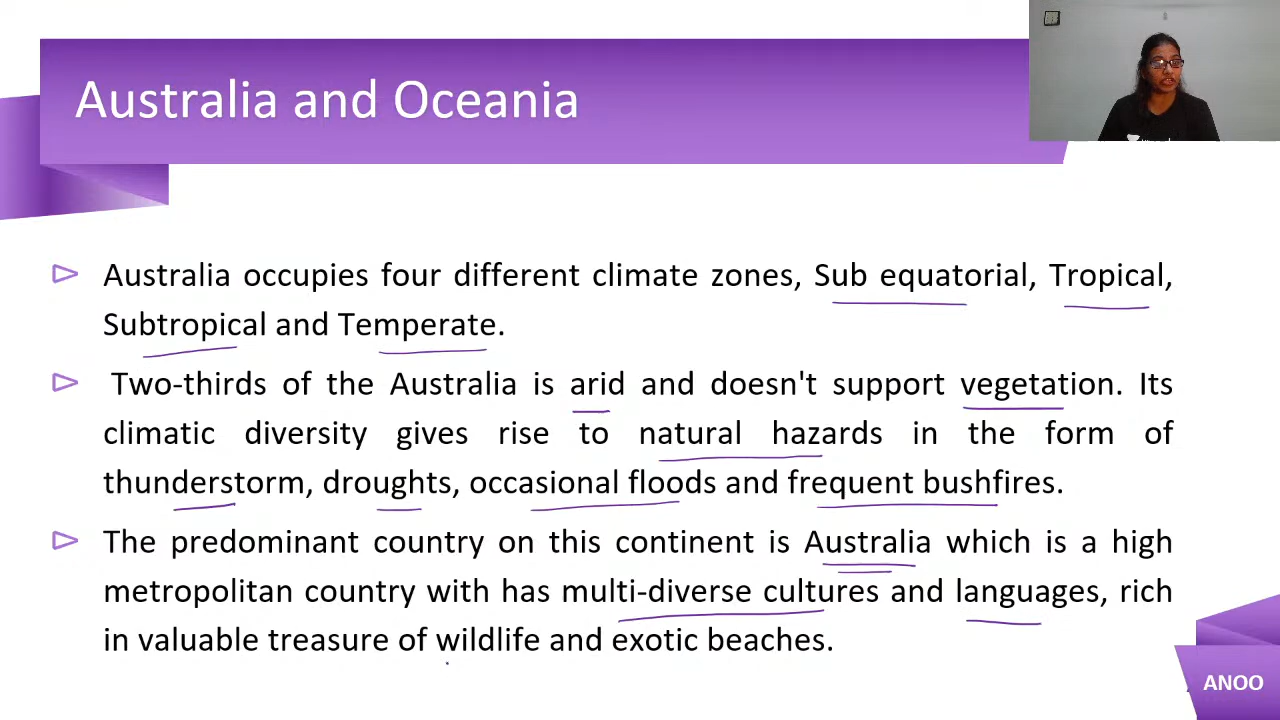 Australia and Oceania
Australia occupies four different climate zones, Sub equatorial, Tropical,
Subtropical and Temperate.
Two-thirds of the Australia is arid and doesn't support vegetation. Its
climatic diversity gives rise to natural hazards in the form of
thunderstorm, droughts, occasional floods and frequent bushfires.
The predominant country on this continent is Australia which is a high
metropolitan country with has multi-diverse cultures and languages, rich
in valuable treasure of wildlife and exotic beaches.
ANOO